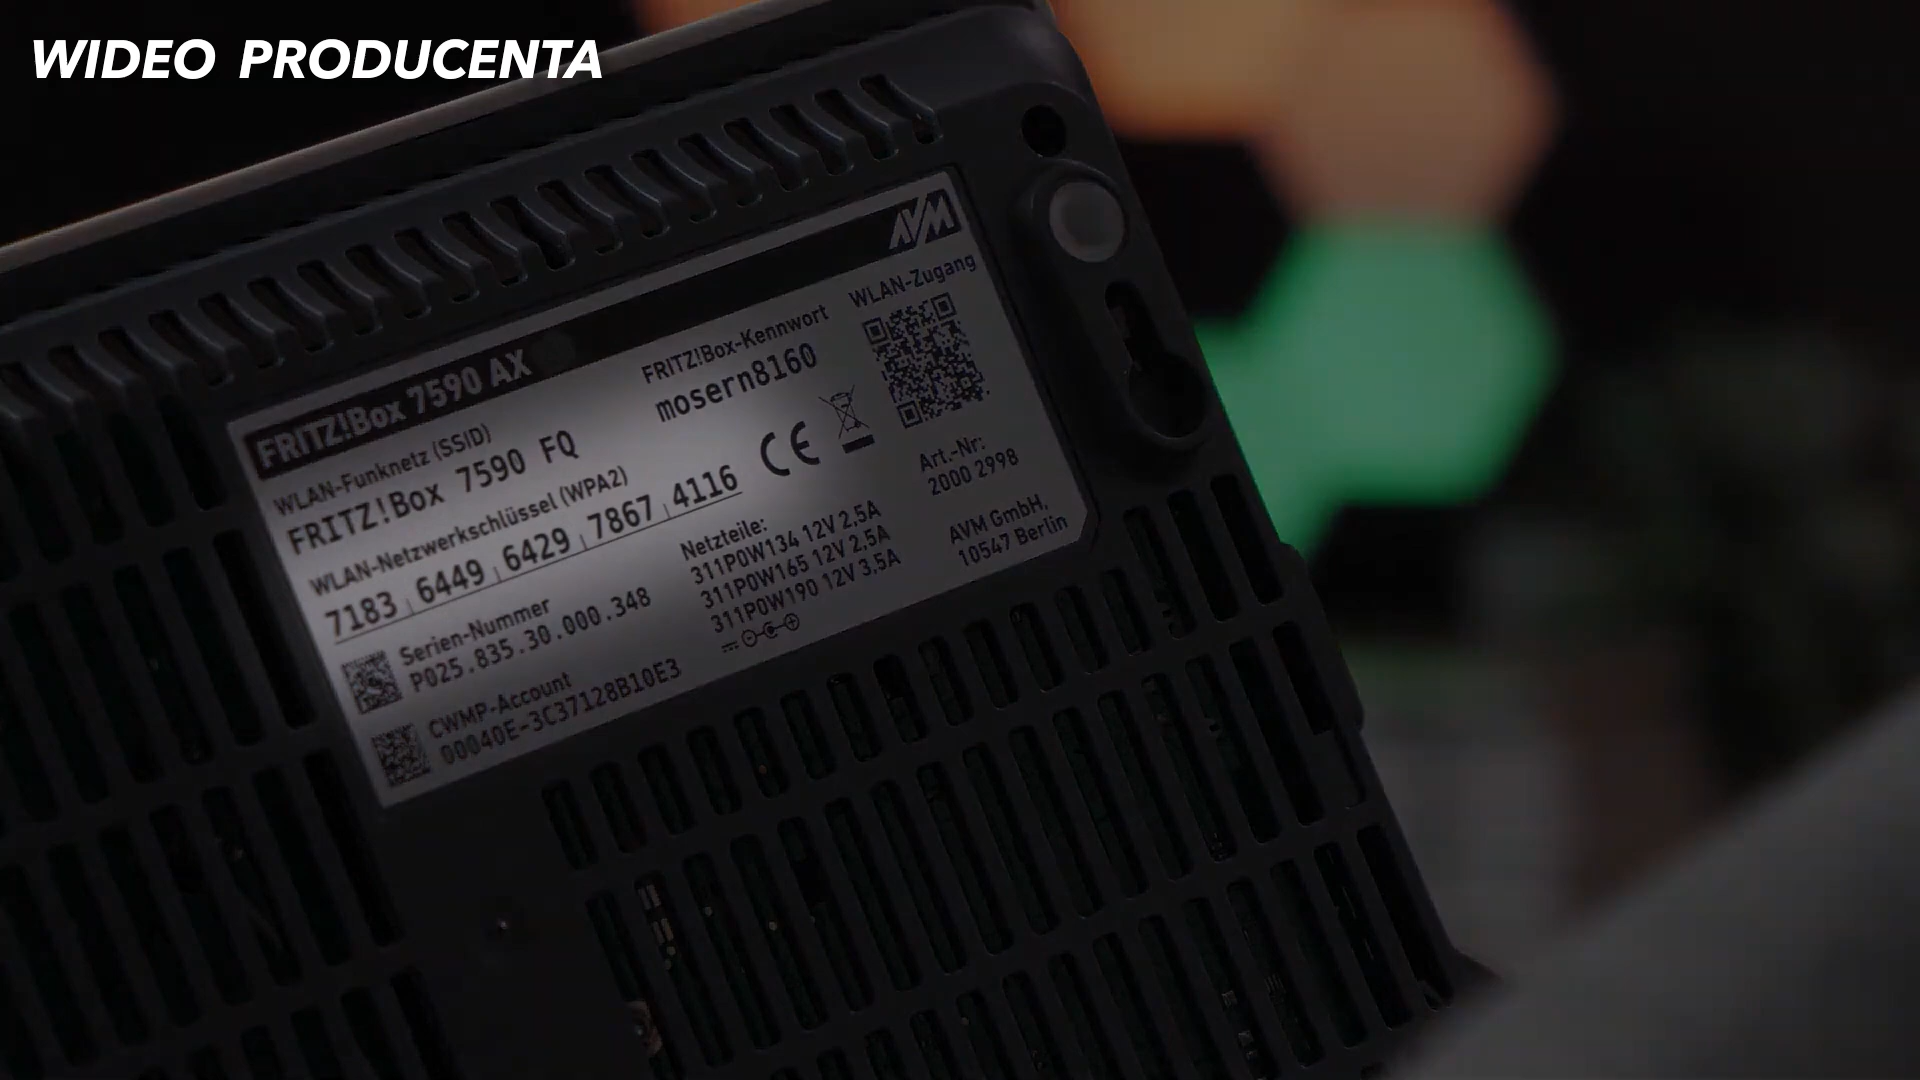 WIDEO PRODUCENTA
AVM
FRITZ!Box 7590 AX
WLAN-Funknetz (SSID)
FRITZ!Box 7590 FQ
WLAN-Netzwerkschlüssel (WPA2)
7183 6449 6429 7867 4116
Serien-Nummer
P025.835.30.000.348
CWMP-Account
00040E-3C37128B10E3
FRITZ!Box-Kennwort
mosern8160
CE
Netzteile:
311P0W134 12V 2,5A
311P0W165 12V 2,5A
311P0W190 12V 3,5A
WLAN-Zugang
Art.-Nr:
2000 2998
AVM GmbH,
10547 Berlin